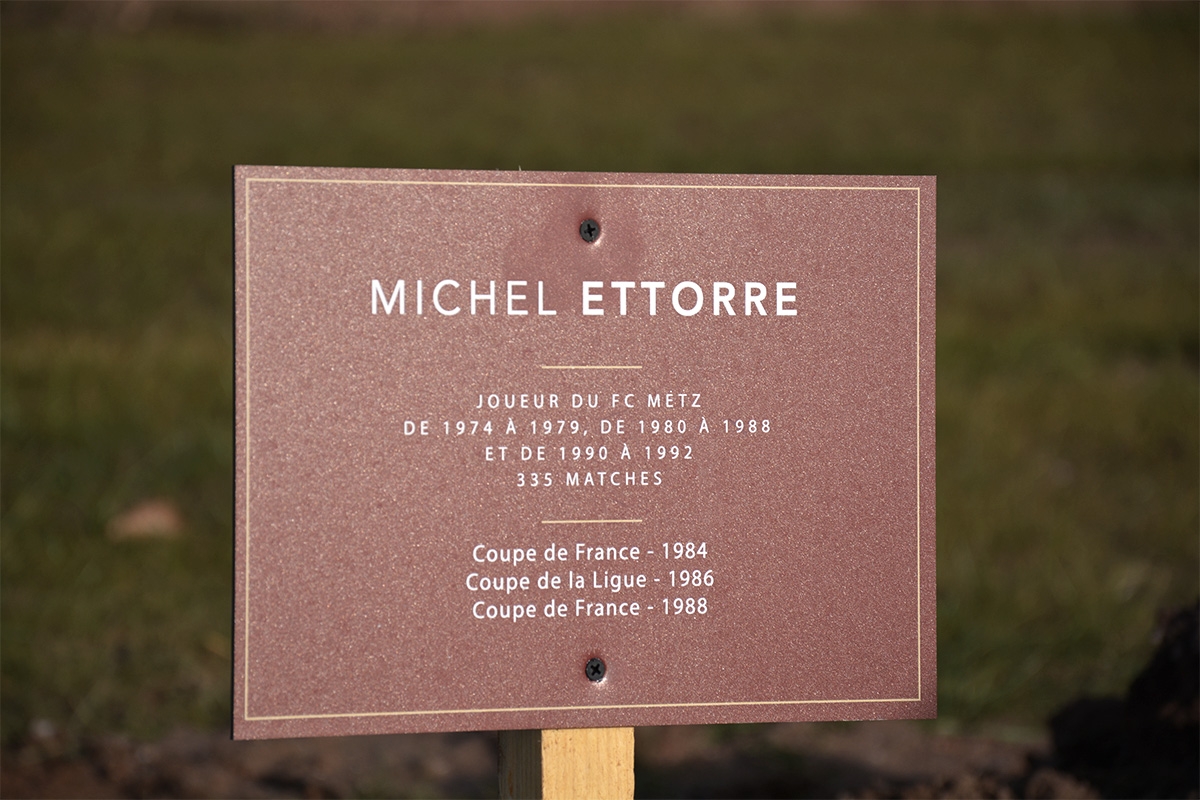 MICHEL ETTORRE
JOUEUR DU FC METZ
DE 1974 À 1979, DE 1980 À 1988
ET DE 1990 À 1992
335 MATCHES
Coupe de France - 1984
Coupe de la Ligue - 1986
Coupe de France - 1988